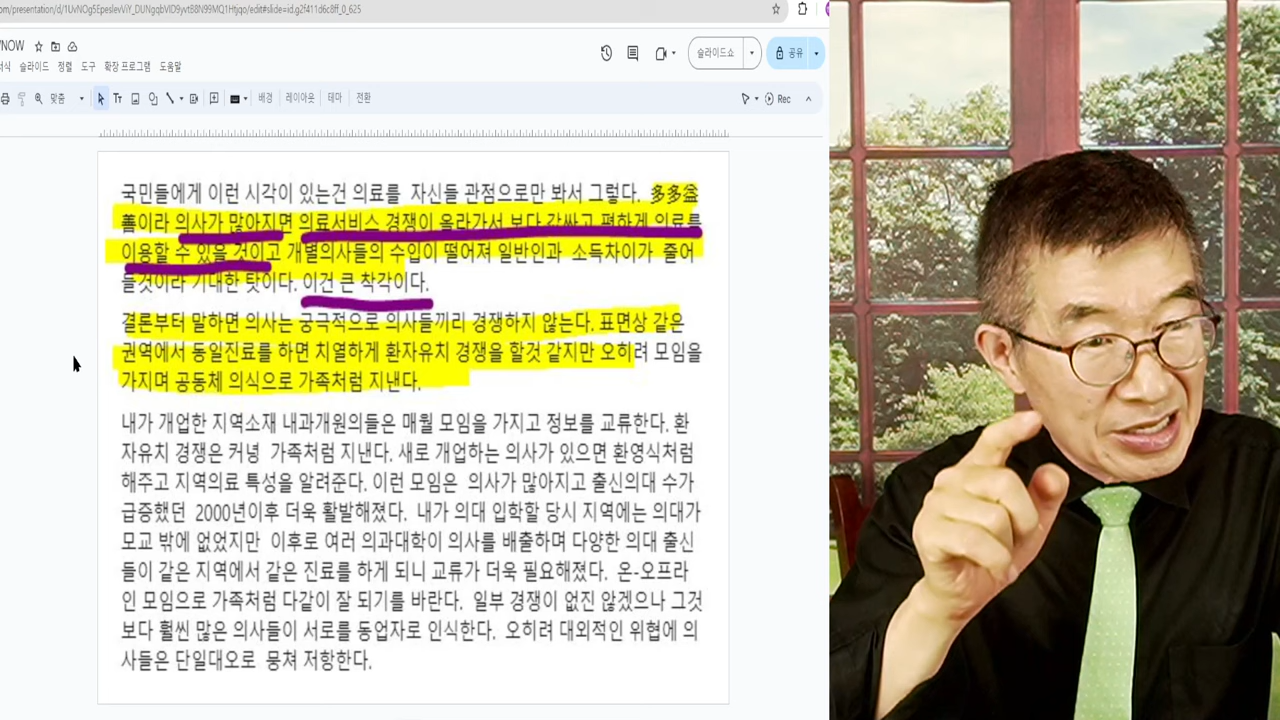 com/presentation/d/1UvNOg5EpeslevViY_DUNgqbVlD9yvtB8N99MQ1Htjqo/edit#slide=id.g2f411d6c8ff_0_625
슬라이드쇼
공유
슬라이드 정렬 도구 확장 프로그램 도움말
맞춤 배경 레이아웃 테마 전환 Rec
국민들에게 이런 시각이 있는건 의료를 자신들 관점으로만 봐서 그렇다. 多多益
善이라 의사가 많아지면 의료서비스 경쟁이 올라가서 보다 값싸고 편하게 의료를
이용할 수 있을 것이고 개별의사들의 수입이 떨어져 일반인과 소득차이가 줄어
들것이라 기대한 탓이다. 이건 큰 착각이다.
결론부터 말하면 의사는 궁극적으로 의사들끼리 경쟁하지 않는다. 표면상 같은
권역에서 동일진료를 하면 치열하게 환자유치 경쟁을 할것 같지만 오히려 모임을
가지며 공동체 의식으로 가족처럼 지낸다.
내가 개업한 지역소재 내과개원의들은 매월 모임을 가지고 정보를 교류한다. 환
자유치 경쟁은 커녕 가족처럼 지낸다. 새로 개업하는 의사가 있으면 환영식처럼
해주고 지역의료 특성을 알려준다. 이런 모임은 의사가 많아지고 출신의대 수가
급증했던 2000년이후 더욱 활발해졌다. 내가 의대 입학할 당시 지역에는 의대가
모교 밖에 없었지만 이후로 여러 의과대학이 의사를 배출하며 다양한 의대 출신
들이 같은 지역에서 같은 진료를 하게 되니 교류가 더욱 필요해졌다. 온-오프라
인 모임으로 가족처럼 다같이 잘 되기를 바란다. 일부 경쟁이 없진 않겠으나 그것
보다 훨씬 많은 의사들이 서로를 동업자로 인식한다. 오히려 대외적인 위협에 의
사들은 단일대오로 뭉쳐 저항한다.